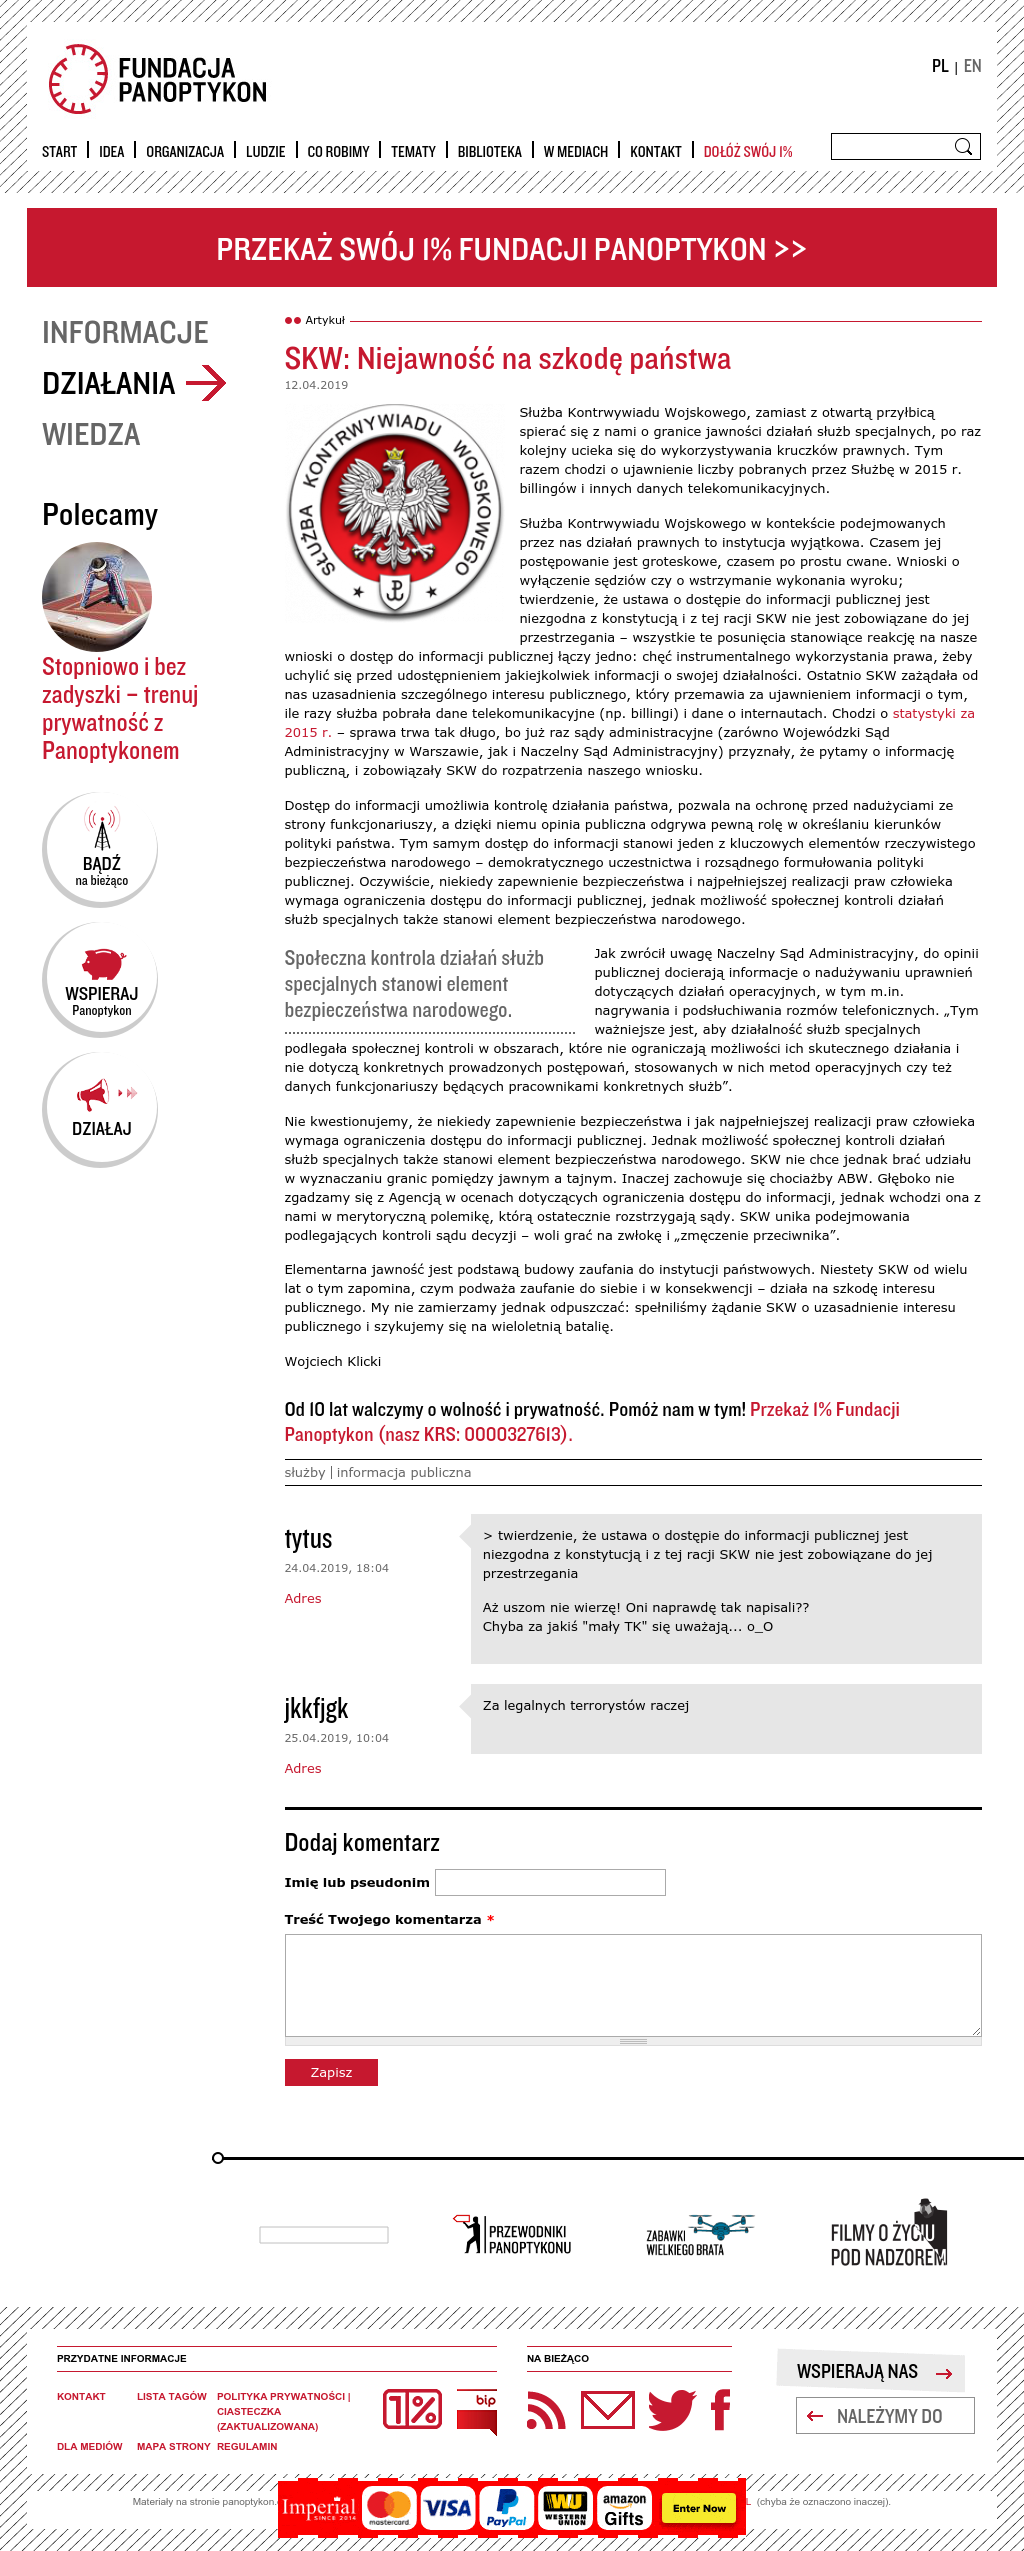 FUNDACJA
PANOPTYKON
PL | EN
START | IDEA | ORGANIZACJA | LUDZIE | CO ROBIMY | TEMATY | BIBLIOTEKA | W MEDIACH | KONTAKT | DOŁÓŻ SWÓJ 1%
PRZEKAŻ SWÓJ 1% FUNDACJI PANOPTYKON >>
INFORMACJE
DZIAŁANIA
WIEDZA
Polecamy
Stopniowo i bez
zadyszki – trenuj
prywatność z
Panoptykonem
BĄDŹ
na bieżąco
WSPIERAJ
Panoptykon
DZIAŁAJ
Artykuł
SKW: Niejawność na szkodę państwa
12.04.2019
SŁUŻBA KONTRWYWIADU WOJSKOWEGO
Służba Kontrwywiadu Wojskowego, zamiast z otwartą przyłbicą
spierać się z nami o granice jawności działań służb specjalnych, po raz
kolejny ucieka się do wykorzystywania kruczków prawnych. Tym
razem chodzi o ujawnienie liczby pobranych przez Służbę w 2015 r.
billingów i innych danych telekomunikacyjnych.
Służba Kontrwywiadu Wojskowego w kontekście podejmowanych
przez nas działań prawnych to instytucja wyjątkowa. Czasem jej
postępowanie jest groteskowe, czasem po prostu cwane. Wnioski o
wyłączenie sędziów czy o wstrzymanie wykonania wyroku;
twierdzenie, że ustawa o dostępie do informacji publicznej jest
niezgodna z konstytucją i z tej racji SKW nie jest zobowiązane do jej
przestrzegania – wszystkie te posunięcia stanowiące reakcję na nasze
wnioski o dostęp do informacji publicznej łączy jedno: chęć instrumentalnego wykorzystania prawa, żeby
uchylić się przed udostępnieniem jakiejkolwiek informacji o swojej działalności. Ostatnio SKW zażądała od
nas uzasadnienia szczególnego interesu publicznego, który przemawia za ujawnieniem informacji o tym,
ile razy służba pobrała dane telekomunikacyjne (np. billingi) i dane o internautach. Chodzi o statystyki za
2015 r. – sprawa trwa tak długo, bo już raz sądy administracyjne (zarówno Wojewódzki Sąd
Administracyjny w Warszawie, jak i Naczelny Sąd Administracyjny) przyznały, że pytamy o informację
publiczną, i zobowiązały SKW do rozpatrzenia naszego wniosku.
Dostęp do informacji umożliwia kontrolę działania państwa, pozwala na ochronę przed nadużyciami ze
strony funkcjonariuszy, a dzięki niemu opinia publiczna odgrywa pewną rolę w określaniu kierunków
polityki państwa. Tym samym dostęp do informacji stanowi jeden z kluczowych elementów rzeczywistego
bezpieczeństwa narodowego – demokratycznego uczestnictwa i rozsądnego formułowania polityki
publicznej. Oczywiście, niekiedy zapewnienie bezpieczeństwa i najpełniejszej realizacji praw człowieka
wymaga ograniczenia dostępu do informacji publicznej, jednak możliwość społecznej kontroli działań
służb specjalnych także stanowi element bezpieczeństwa narodowego.
Społeczna kontrola działań służb
specjalnych stanowi element
bezpieczeństwa narodowego.
Jak zwrócił uwagę Naczelny Sąd Administracyjny, do opinii
publicznej docierają informacje o nadużywaniu uprawnień
dotyczących działań operacyjnych, w tym m.in.
nagrywania i podsłuchiwania rozmów telefonicznych. „Tym
ważniejsze jest, aby działalność służb specjalnych
podlegała społecznej kontroli w obszarach, które nie ograniczają możliwości ich skutecznego działania i
nie dotyczą konkretnych prowadzonych postępowań, stosowanych w nich metod operacyjnych czy też
danych funkcjonariuszy będących pracownikami konkretnych służb”.
Nie kwestionujemy, że niekiedy zapewnienie bezpieczeństwa i jak najpełniejszej realizacji praw człowieka
wymaga ograniczenia dostępu do informacji publicznej. Jednak możliwość społecznej kontroli działań
służb specjalnych także stanowi element bezpieczeństwa narodowego. SKW nie chce jednak brać udziału
w wyznaczaniu granic pomiędzy jawnym a tajnym. Inaczej zachowuje się chociażby ABW. Głęboko nie
zgadzamy się z Agencją w ocenach dotyczących ograniczenia dostępu do informacji, jednak wchodzi ona z
nami w merytoryczną polemikę, którą ostatecznie rozstrzygają sądy. SKW unika podejmowania
podlegających kontroli sądu decyzji – woli grać na zwłokę i „zmęczenie przeciwnika”.
Elementarna jawność jest podstawą budowy zaufania do instytucji państwowych. Niestety SKW od wielu
lat o tym zapomina, czym podważa zaufanie do siebie i w konsekwencji – działa na szkodę interesu
publicznego. My nie zamierzamy jednak odpuszczać: spełniliśmy żądanie SKW o uzasadnienie interesu
publicznego i szykujemy się na wieloletnią batalię.
Wojciech Klicki
Od 10 lat walczymy o wolność i prywatność. Pomóż nam w tym! Przekaż 1% Fundacji
Panoptykon (nasz KRS: 0000327613).
służby | informacja publiczna
tytus
24.04.2019, 18:04
Adres
> twierdzenie, że ustawa o dostępie do informacji publicznej jest
niezgodna z konstytucją i z tej racji SKW nie jest zobowiązane do jej
przestrzegania
Aż uszom nie wierzę! Oni naprawdę tak napisali??
Chyba za jakiś "mały TK" się uważają... o_O
jkkfjgk
25.04.2019, 10:04
Adres
Za legalnych terrorystów raczej
Dodaj komentarz
Imię lub pseudonim
Treść Twojego komentarza *
Zapisz
PRZEWODNIKI
PANOPTYKONU
ZABAWKI
WIELKIEGO BRATA
FILMY O ŻYCIU
POD NADZOREM
PRZYDATNE INFORMACJE
KONTAKT
LISTA TAGÓW
POLITYKA PRYWATNOŚCI |
CIASTECZKA
(ZAKTUALIZOWANA)
DLA MEDIÓW
MAPA STRONY
REGULAMIN
1%
bip
NA BIEŻĄCO
WSPIERAJĄ NAS
NALEŻYMY DO
Materiały na stronie panoptykon.
L (chyba że oznaczono inaczej).
Imperial
SINCE 2014
mastercard
VISA
PayPal
WU
WESTERN
UNION
amazon
Gifts
Enter Now